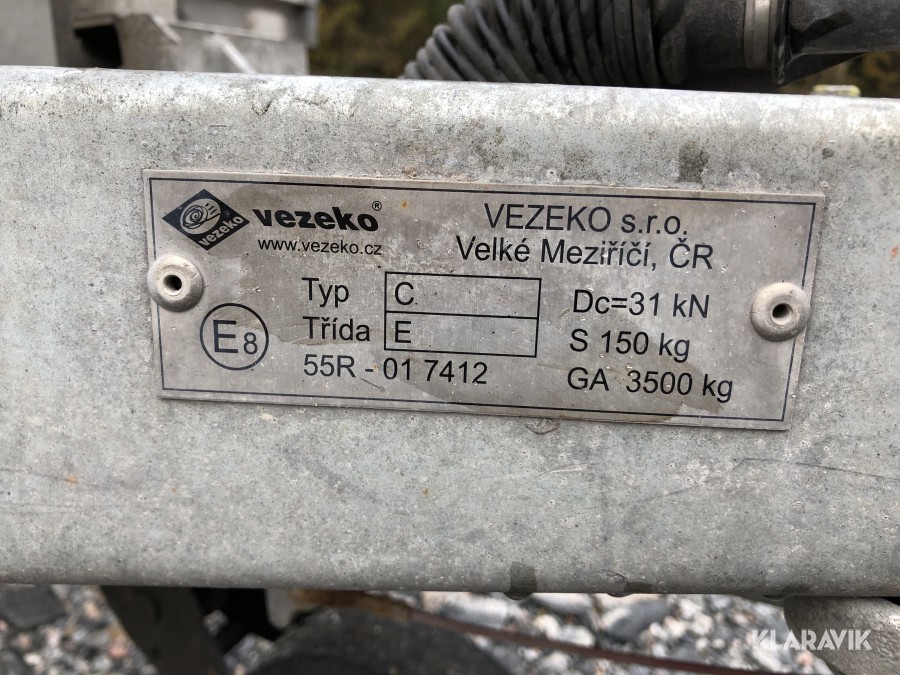 vezeko
vezeko®
www.vezeko.cz
VEZEKO s.r.o.
Velké Meziříčí, ČR
Typ C
Třída E
E8
55R - 01 7412
Dc=31 kN
S 150 kg
GA 3500 kg
KLARAVIK